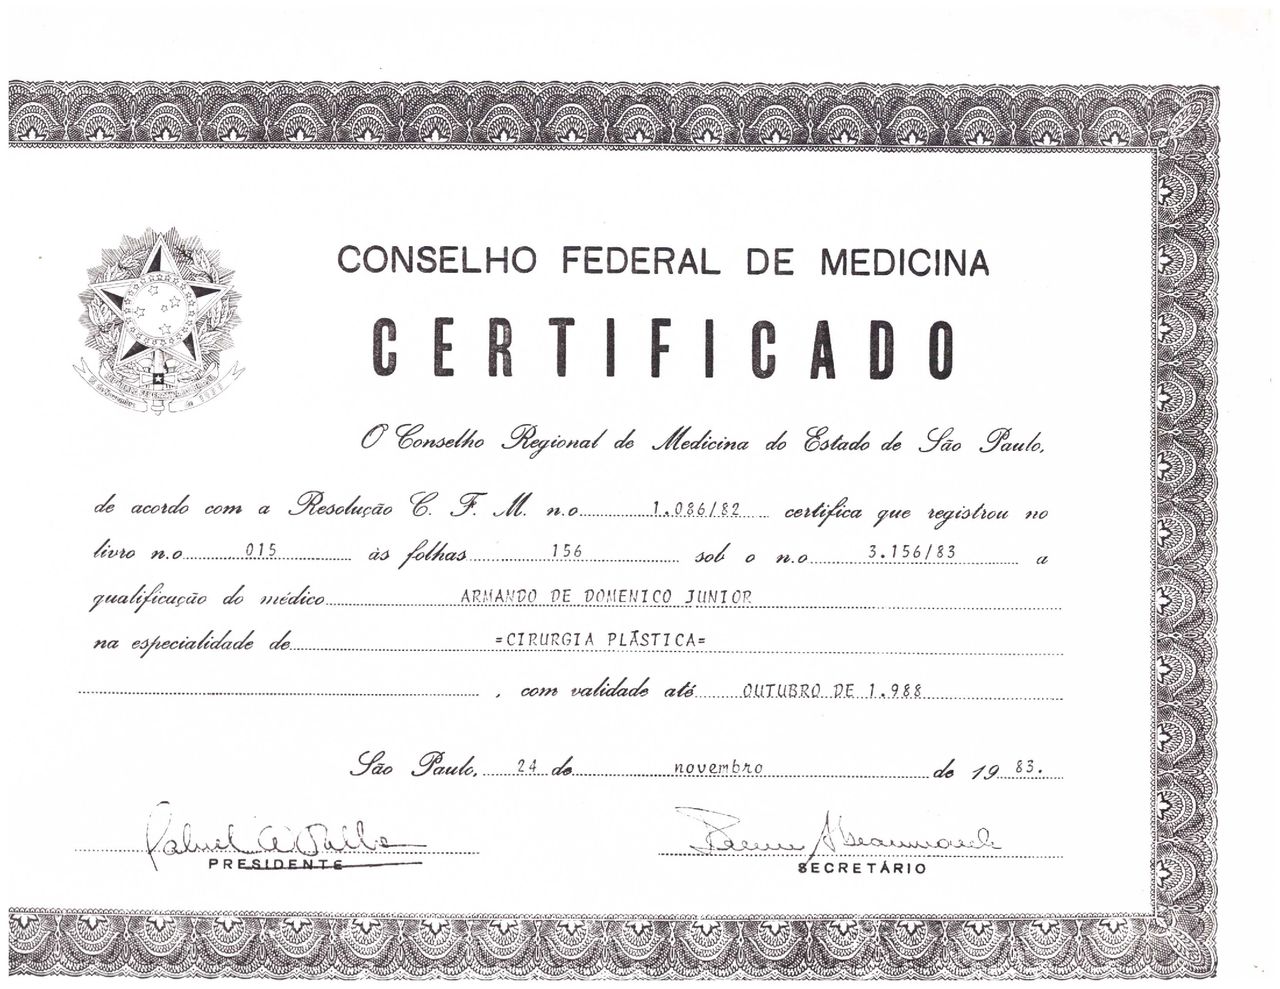 CONSELHO FEDERAL DE MEDICINA
CERTIFICADO
O Conselho Regional de Medicina do Estado de São Paulo,
de acordo com a Resolução C. F. M. n.o 1.086/82 certifica que registrou no
livro n.o 015 às folhas 156 sob o n.o 3.156/83 a
qualificação do médico ARMANDO DE DOMENICO JUNIOR
na especialidade de =CIRURGIA PLÁSTICA=
, com validade até OUTUBRO DE 1.988
São Paulo, 24 de novembro de 19 83.
PRESIDENTE
SECRETÁRIO